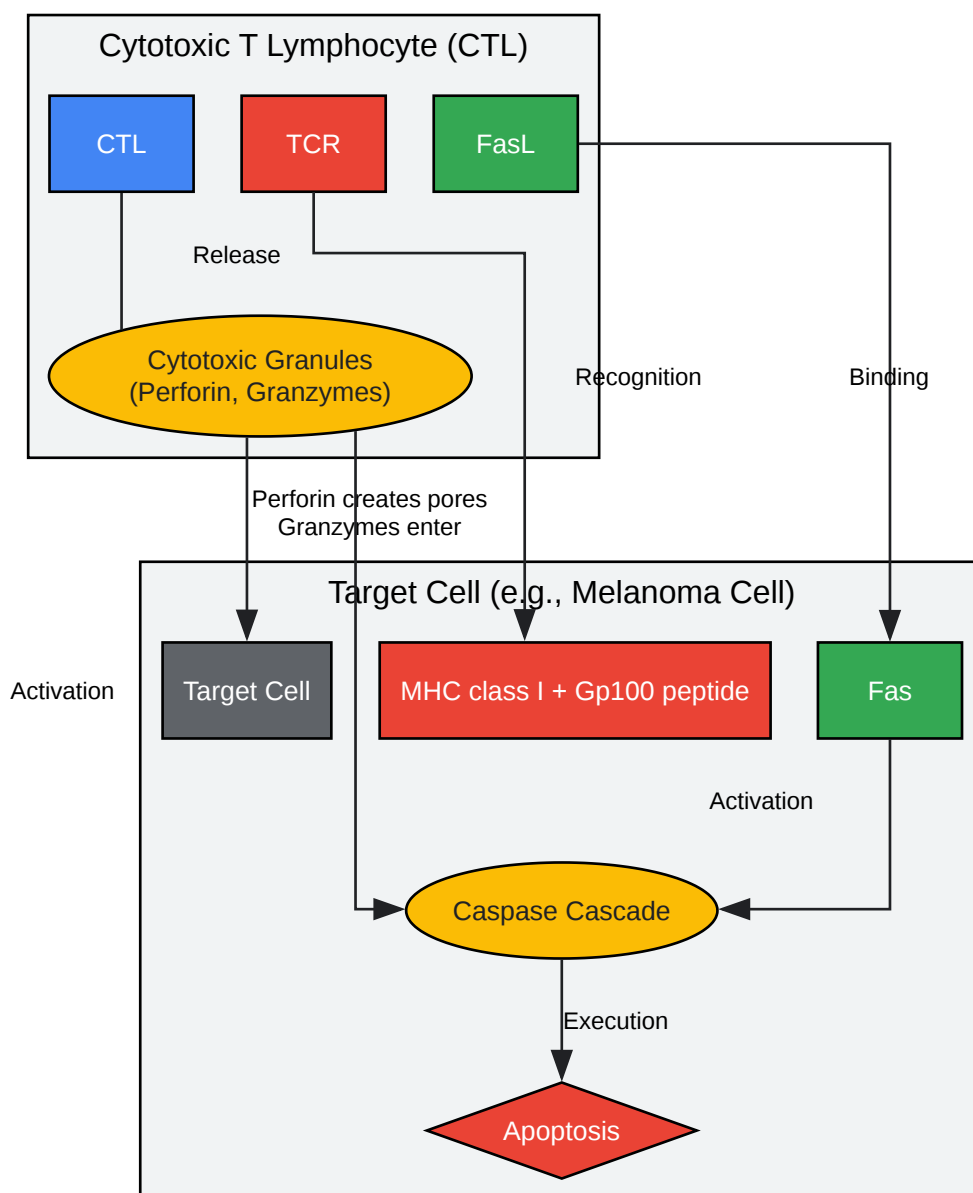 Cytotoxic T Lymphocyte (CTL)
CTL
TCR
FasL
Release
Cytotoxic Granules
(Perforin, Granzymes)
Recognition
Binding
Perforin creates pores
Granzymes enter
Target Cell (e.g., Melanoma Cell)
Activation
Target Cell
MHC class I + Gp100 peptide
Fas
Activation
Caspase Cascade
Execution
Apoptosis